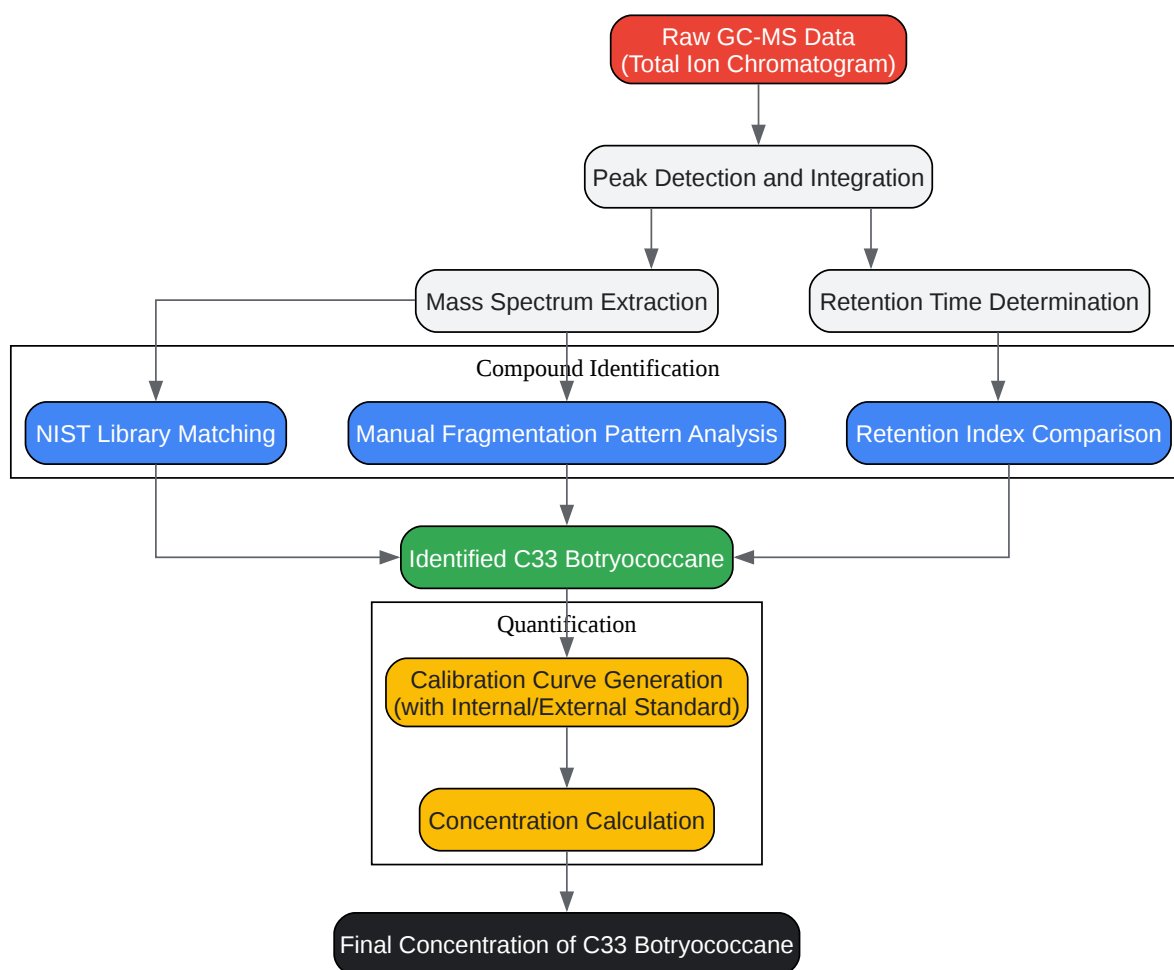 Raw GC-MS Data
(Total Ion Chromatogram)
Peak Detection and Integration
Mass Spectrum Extraction
Retention Time Determination
Compound Identification
NIST Library Matching
Manual Fragmentation Pattern Analysis
Retention Index Comparison
Identified C33 Botryococcane
Quantification
Calibration Curve Generation
(with Internal/External Standard)
Concentration Calculation
Final Concentration of C33 Botryococcane